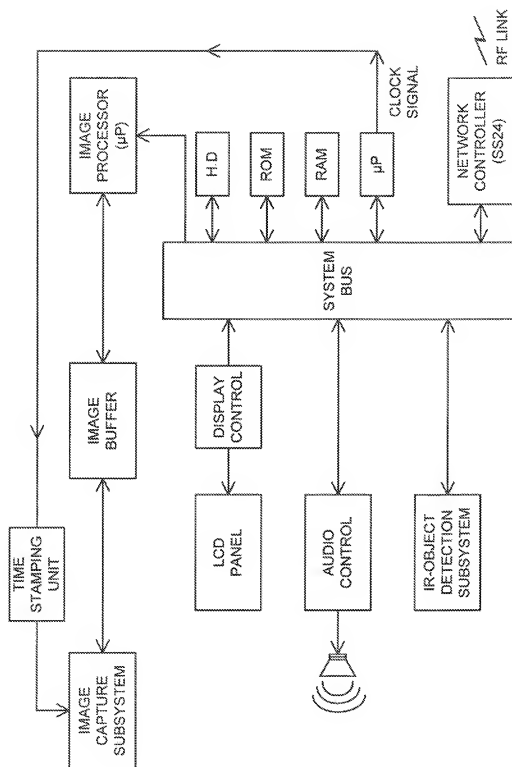 TIME
STAMPING
UNIT
IMAGE
CAPTURE
SUBSYSTEM
IMAGE
BUFFER
IMAGE
PROCESSOR
(µP)
LCD
PANEL
DISPLAY
CONTROL
H.D
ROM
RAM
µP
CLOCK
SIGNAL
AUDIO
CONTROL
SYSTEM
BUS
IR-OBJECT
DETECTION
SUBSYSTEM
NETWORK
CONTROLLER
(SS24)
RF LINK